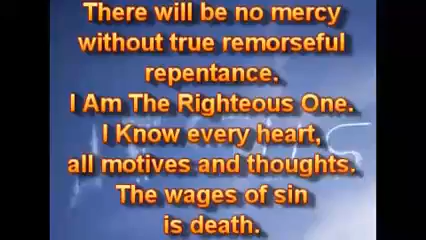 There will be no mercy
without true remorseful
repentance.
I Am The Righteous One.
I Know every heart,
all motives and thoughts.
The wages of sin
is death.